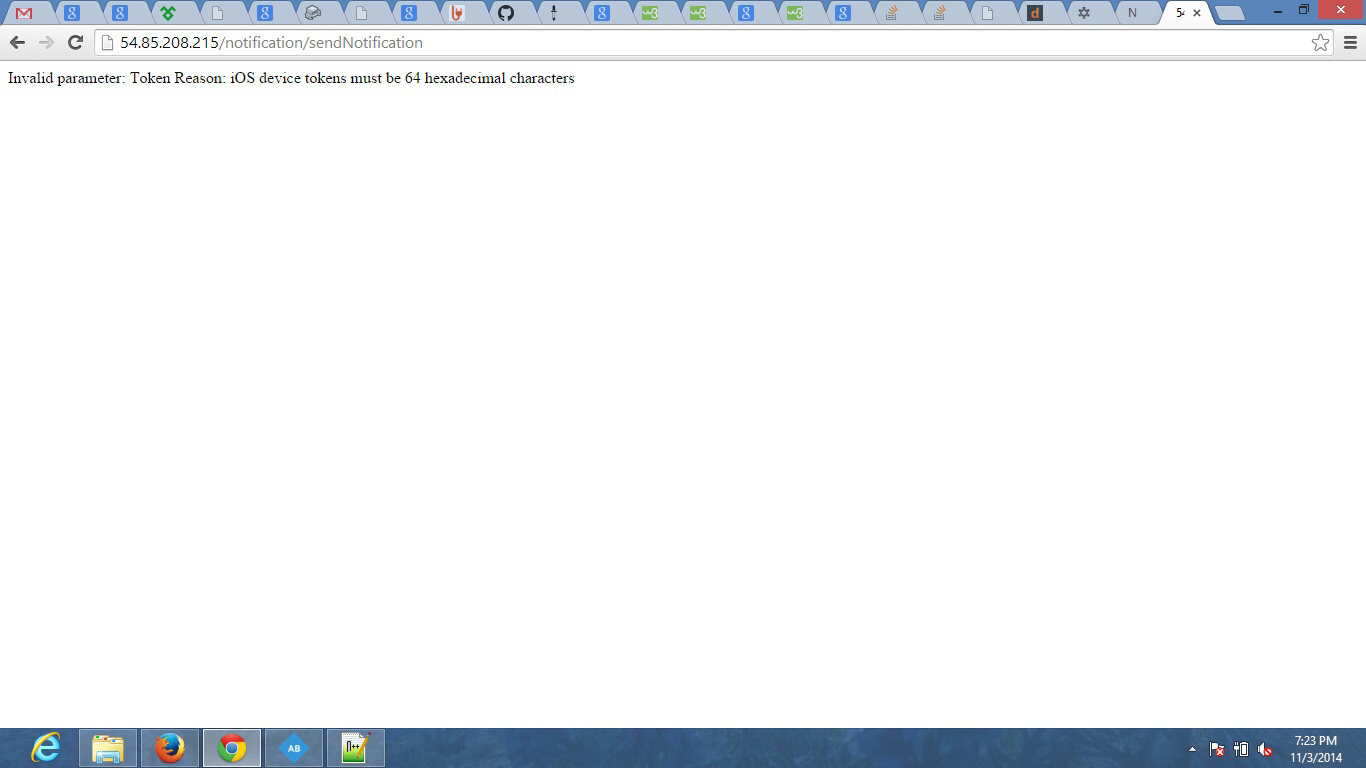 N
54
54.85.208.215/notification/sendNotification
Invalid parameter: Token Reason: iOS device tokens must be 64 hexadecimal characters
AB
n++
7:23 PM
11/3/2014